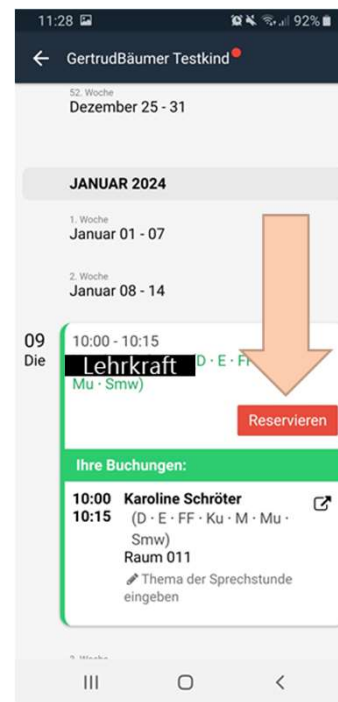 11:28 92%
GertrudBäumer Testkind
52. Woche
Dezember 25 - 31
JANUAR 2024
1. Woche
Januar 01 - 07
2. Woche
Januar 08 - 14
09 10:00 - 10:15
Die Lehrkraft (D · E · FF
Mu · Smw)
Reservieren
Ihre Buchungen:
10:00 Karoline Schröter
10:15 (D · E · FF · Ku · M · Mu ·
Smw)
Raum 011
Thema der Sprechstunde
eingeben